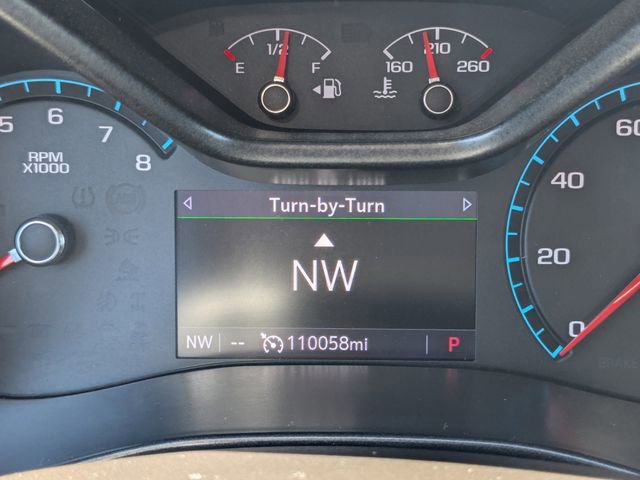 1/2
E F
160 210 260
5 6 7 8
RPM
X1000
Turn-by-Turn
NW
NW -- 110058mi P
60
40
20
0
BRAKE